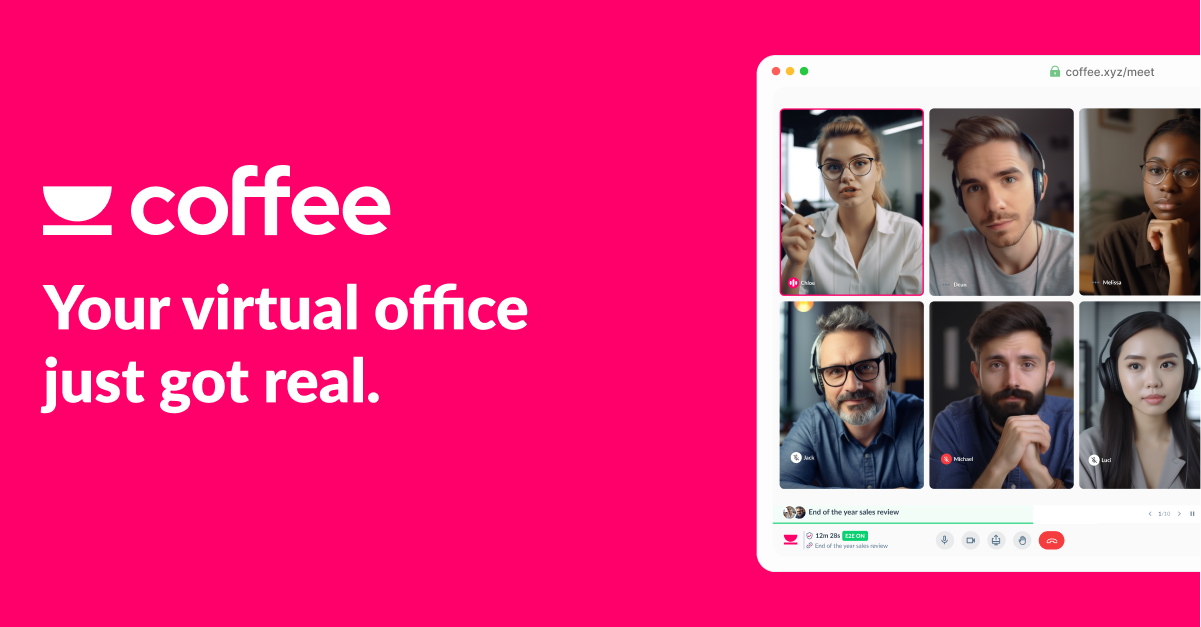 coffee
Your virtual office
just got real.
coffee.xyz/meet
Chloe
Dean
Melissa
Jack
Michael
Luci
End of the year sales review
1/10
12m 28s E2E ON
End of the year sales review